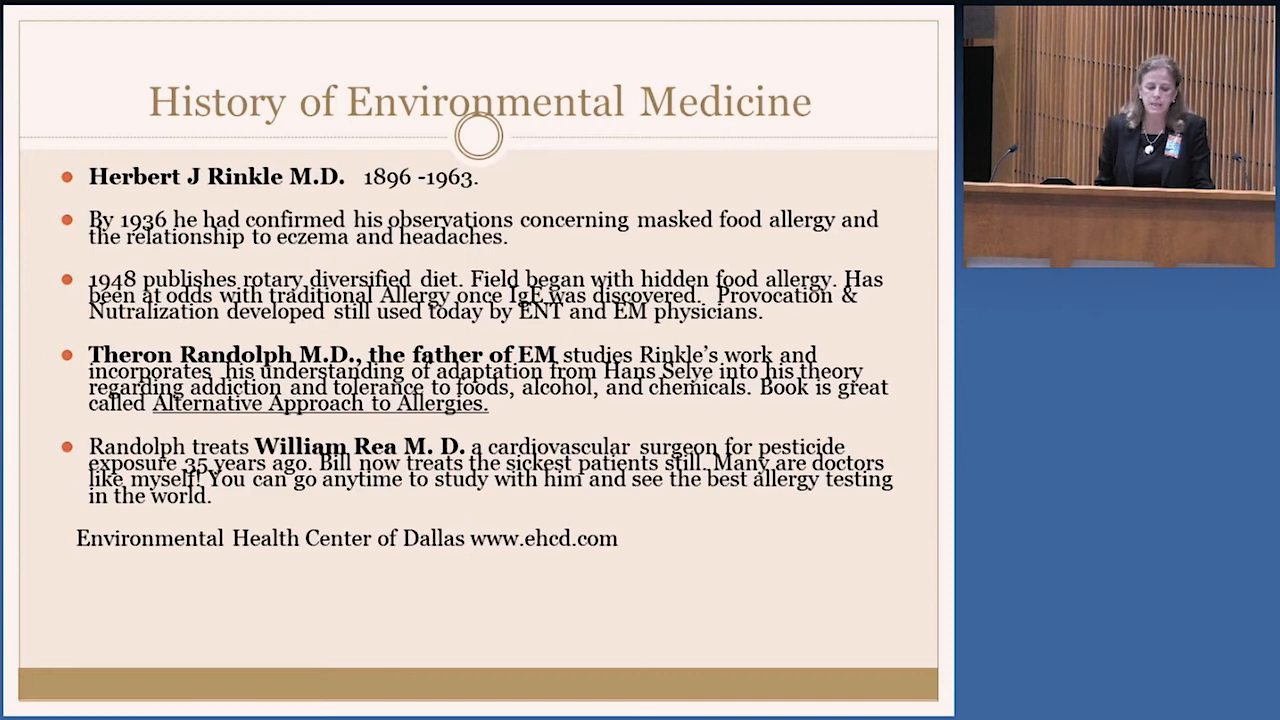 History of Environmental Medicine
Herbert J Rinkle M.D. 1896 -1963.
By 1936 he had confirmed his observations concerning masked food allergy and
the relationship to eczema and headaches.
1948 publishes rotary diversified diet. Field began with hidden food allergy. Has
been at odds with traditional Allergy once IgE was discovered. Provocation &
Nutralization developed still used today by ENT and EM physicians.
Theron Randolph M.D., the father of EM studies Rinkle's work and
incorporates his understanding of adaptation from Hans Selye into his theory
regarding addiction and tolerance to foods, alcohol, and chemicals. Book is great
called Alternative Approach to Allergies.
Randolph treats William Rea M. D. a cardiovascular surgeon for pesticide
exposure 35 years ago. Bill now treats the sickest patients still. Many are doctors
like myself! You can go anytime to study with him and see the best allergy testing
in the world.
Environmental Health Center of Dallas www.ehcd.com